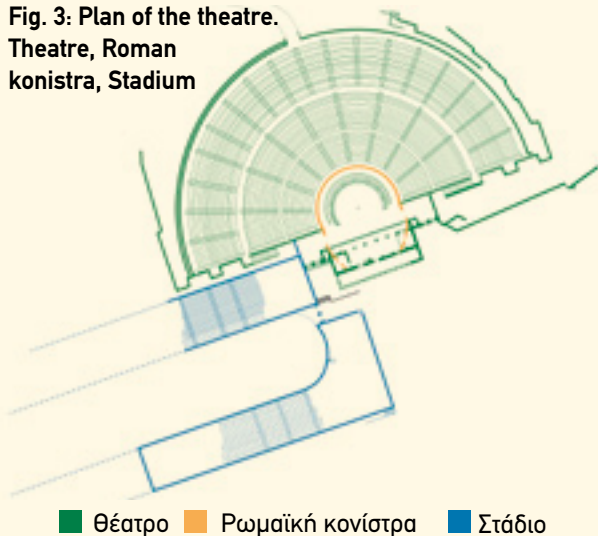 Fig. 3: Plan of the theatre.
Theatre, Roman
konistra, Stadium
Θέατρο Ρωμαϊκή κονίστρα Στάδιο